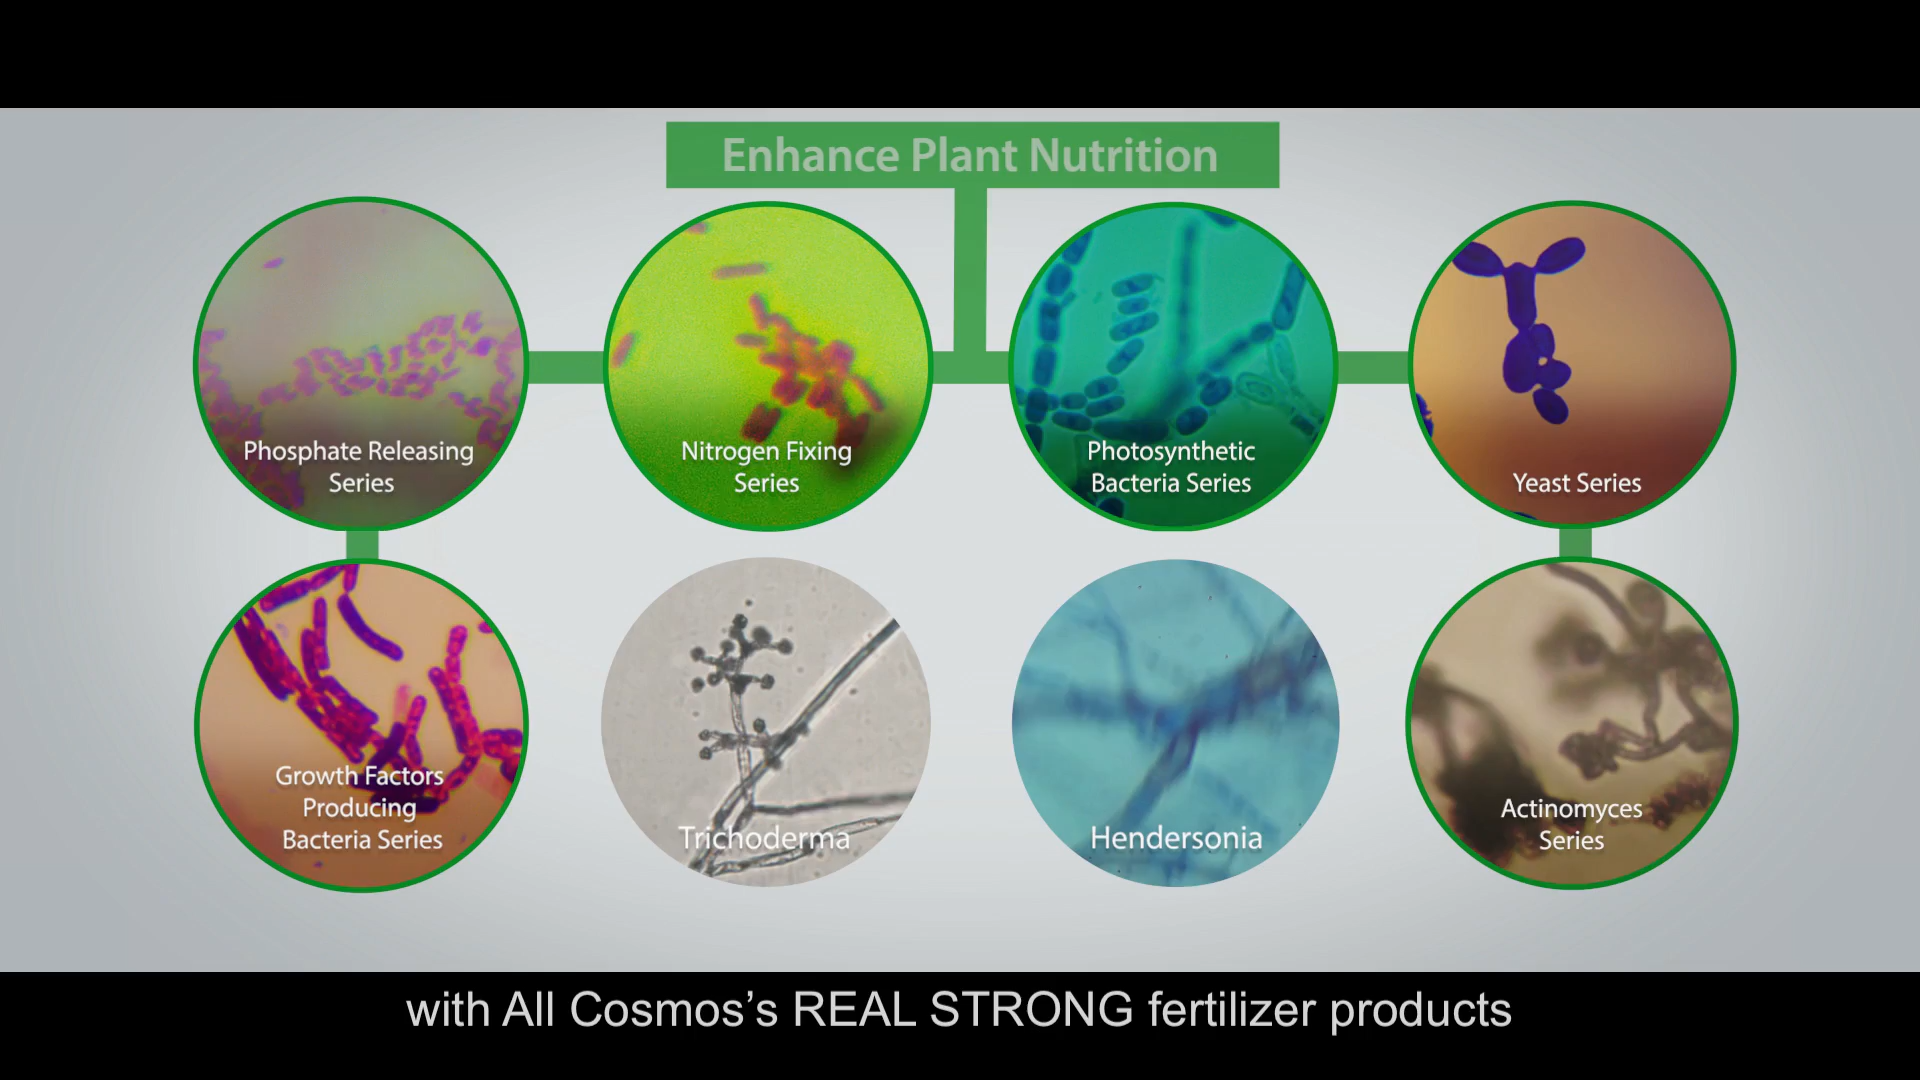 Enhance Plant Nutrition
Phosphate Releasing
Series
Nitrogen Fixing
Series
Photosynthetic
Bacteria Series
Yeast Series
Growth Factors
Producing
Bacteria Series
Trichoderma
Hendersonia
Actinomyces
Series
with All Cosmos’s REAL STRONG fertilizer products